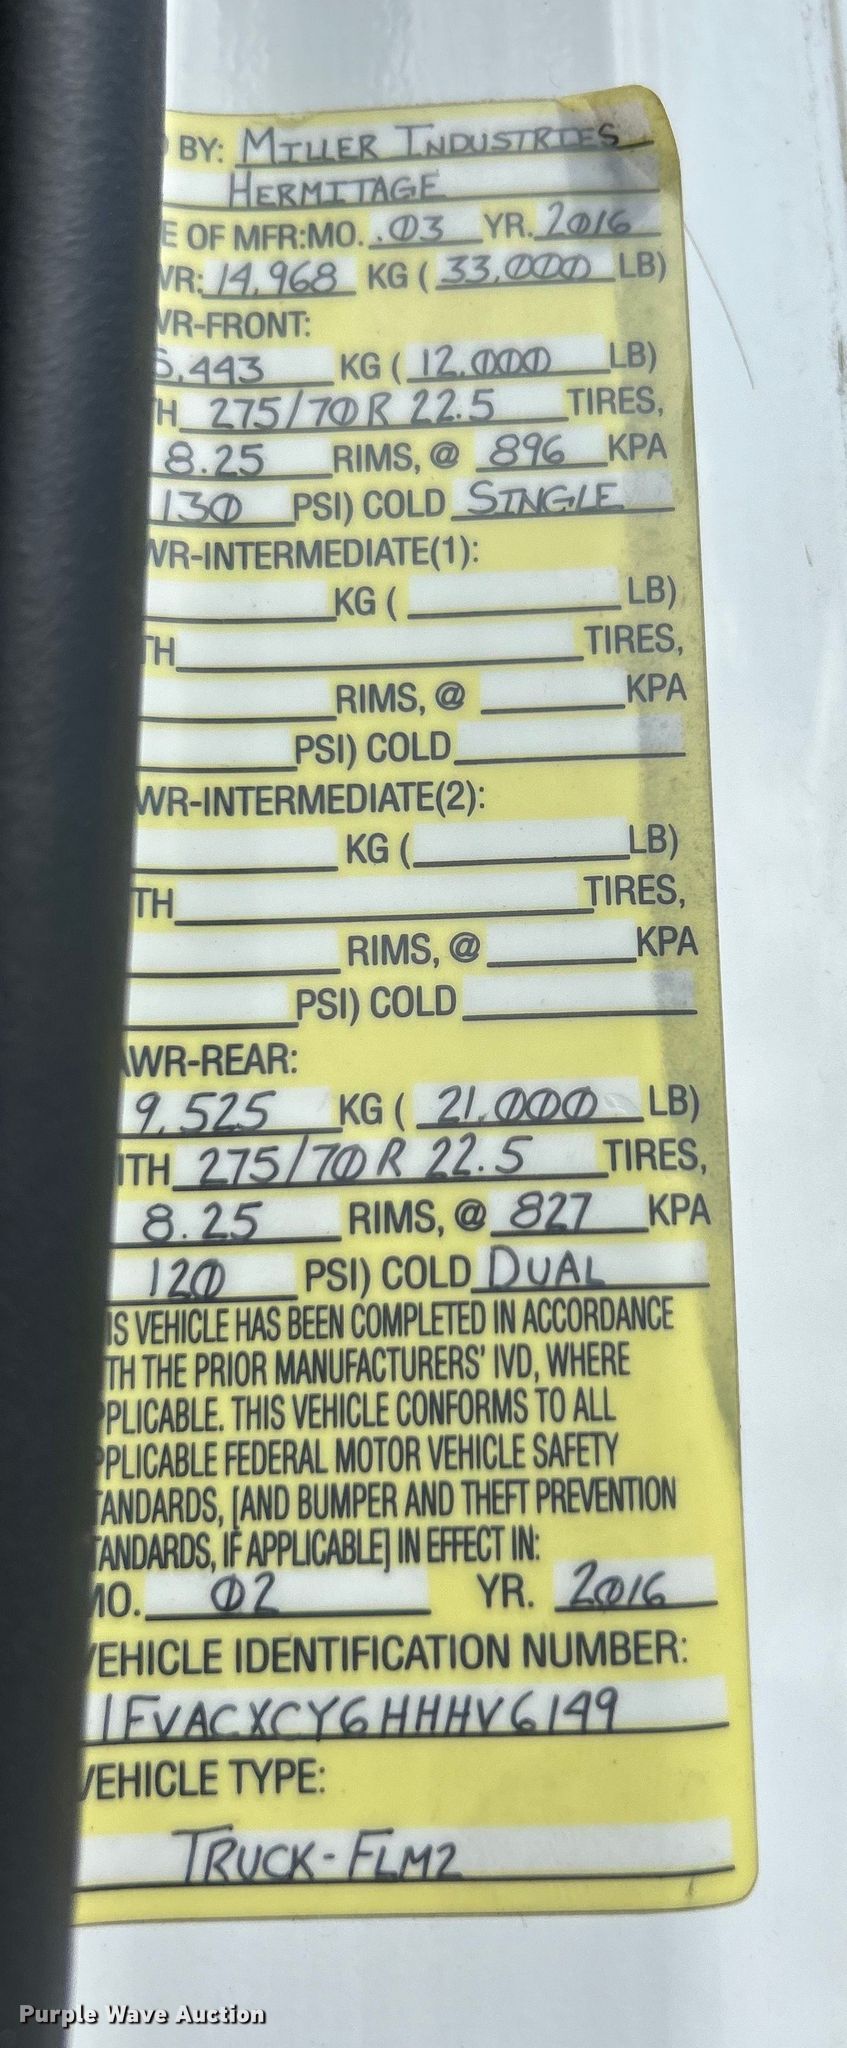 BY: MILLER INDUSTRIES
HERMITAGE
E OF MFR:MO. 03 YR. 2016
WR: 14,968 KG ( 33,000 LB)
WR-FRONT:
5,443 KG ( 12,000 LB)
TH 275/70R 22.5 TIRES,
8.25 RIMS, @ 896 KPA
130 PSI) COLD SINGLE
WR-INTERMEDIATE(1):
KG ( LB)
TH TIRES,
RIMS, @ KPA
PSI) COLD
WR-INTERMEDIATE(2):
KG ( LB)
TH TIRES,
RIMS, @ KPA
PSI) COLD
AWR-REAR:
9,525 KG ( 21,000 LB)
ITH 275/70R 22.5 TIRES,
8.25 RIMS, @ 827 KPA
120 PSI) COLD DUAL
IS VEHICLE HAS BEEN COMPLETED IN ACCORDANCE
TH THE PRIOR MANUFACTURERS' IVD, WHERE
PPLICABLE. THIS VEHICLE CONFORMS TO ALL
PPLICABLE FEDERAL MOTOR VEHICLE SAFETY
TANDARDS, [AND BUMPER AND THEFT PREVENTION
TANDARDS, IF APPLICABLE] IN EFFECT IN:
MO. 02 YR. 2016
VEHICLE IDENTIFICATION NUMBER:
1FVACXCY6HHHV6149
VEHICLE TYPE:
TRUCK-FLM2
Purple Wave Auction